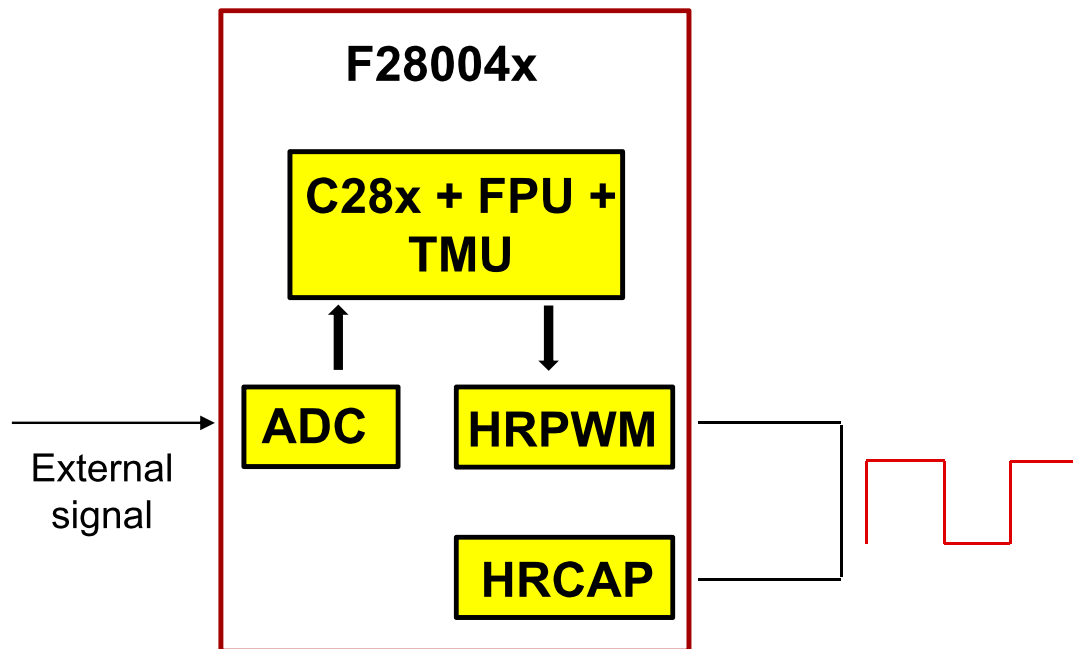 F28004x
C28x + FPU +
TMU
ADC
HRPWM
External
signal
HRCAP